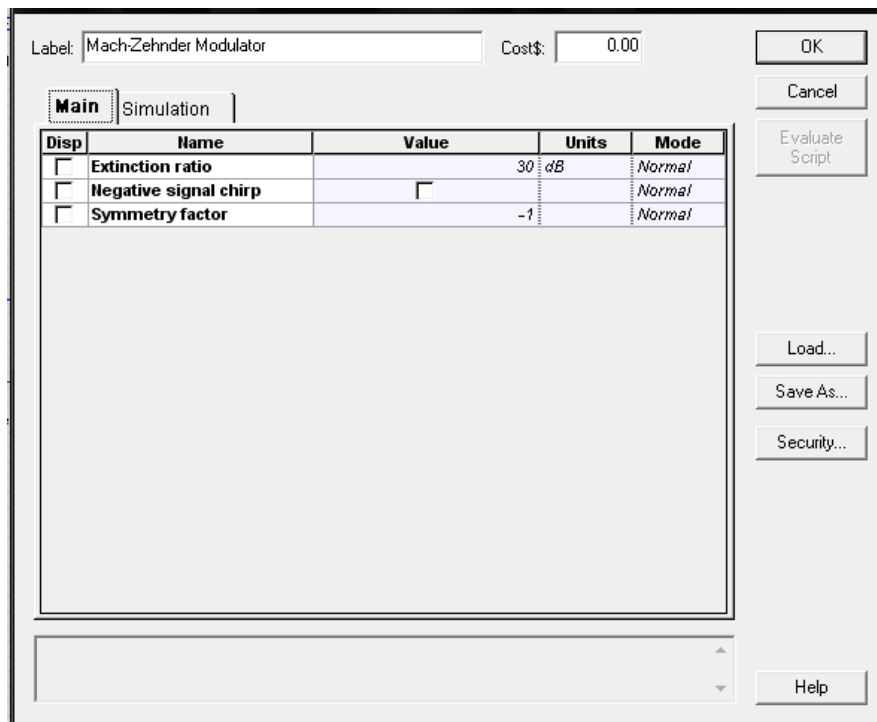 Label: Mach-Zehnder Modulator Cost$: 0.00 OK
Cancel
Main Simulation
Evaluate Script
Disp Name Value Units Mode
Extinction ratio 30 dB Normal
Negative signal chirp Normal
Symmetry factor -1 Normal
Load...
Save As...
Security...
Help